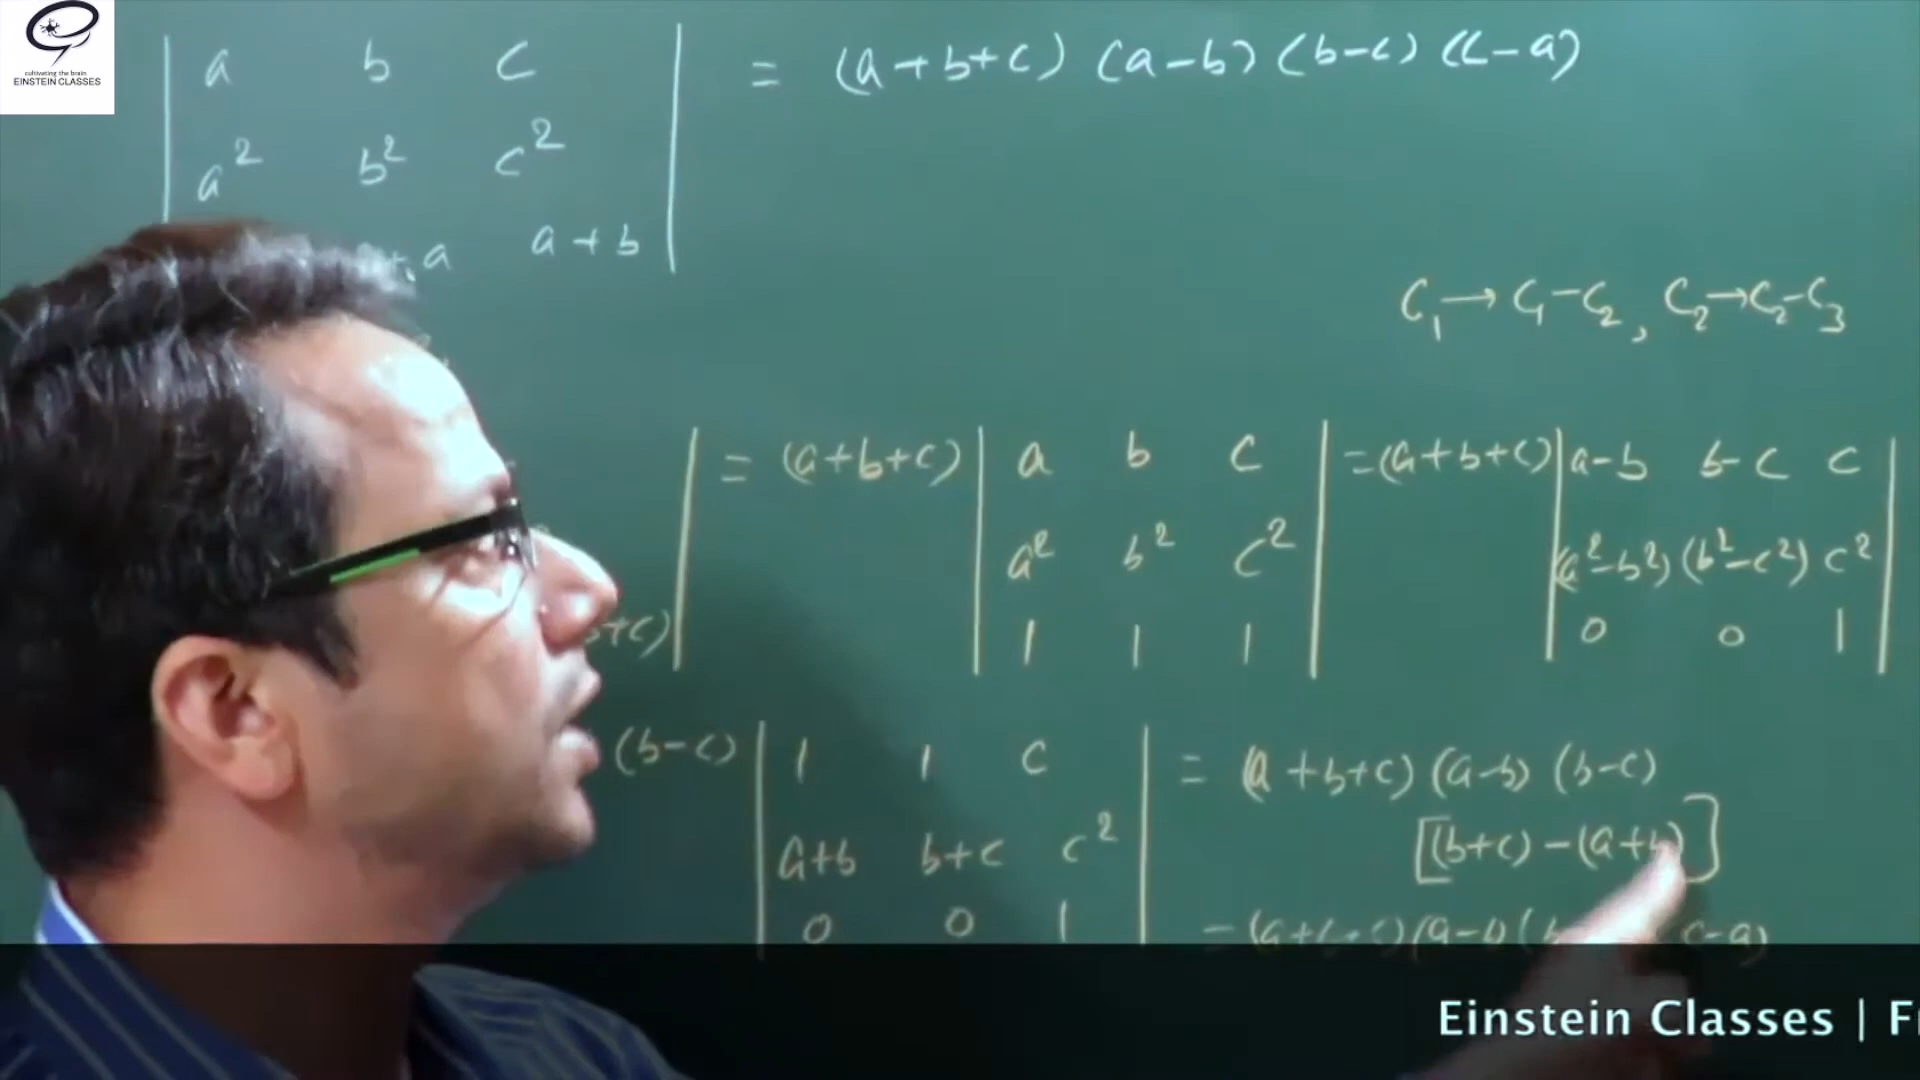 cultivating the brain
EINSTEIN CLASSES
| a b c | = (a+b+c) (a-b) (b-c) (c-a)
| a² b² c² |
a a+b |
C₁→C₁-C₂, C₂→C₂-C₃
| = (a+b+c) | a b c | =(a+b+c) | a-b b-c c |
| a² b² c² | | (a²-b²) (b²-c²) c² |
+c) | | 1 1 1 | | 0 0 1 |
(b-c) | 1 1 c | = (a+b+c) (a-b) (b-c)
| a+b b+c c² | [(b+c)-(a+b)]
| 0 0 1 | c-a)
Einstein Classes |